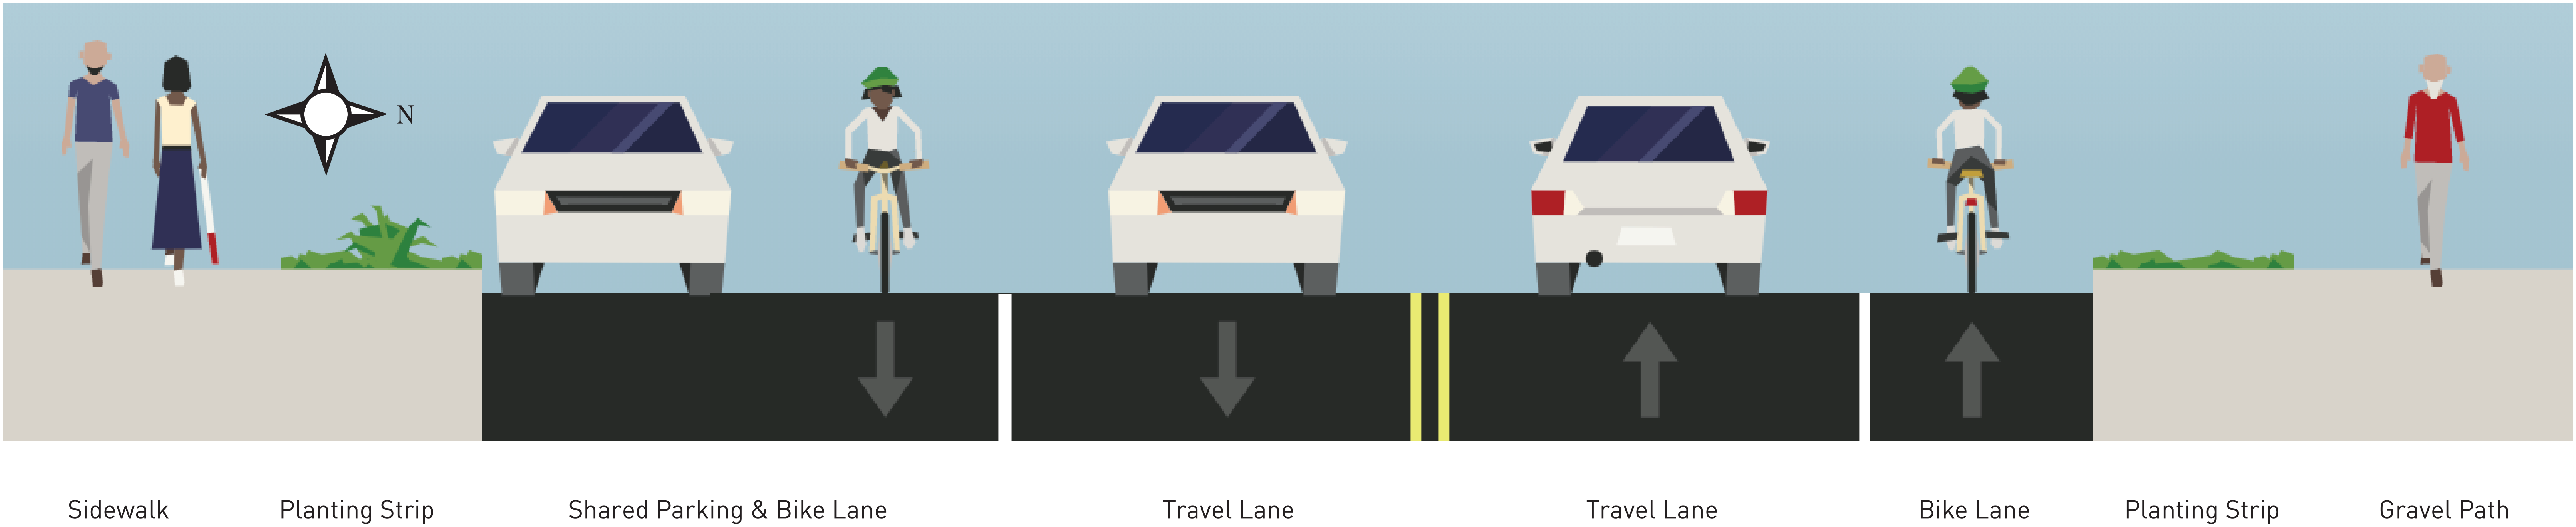 N
Sidewalk
Planting Strip
Shared Parking & Bike Lane
Travel Lane
Travel Lane
Bike Lane
Planting Strip
Gravel Path